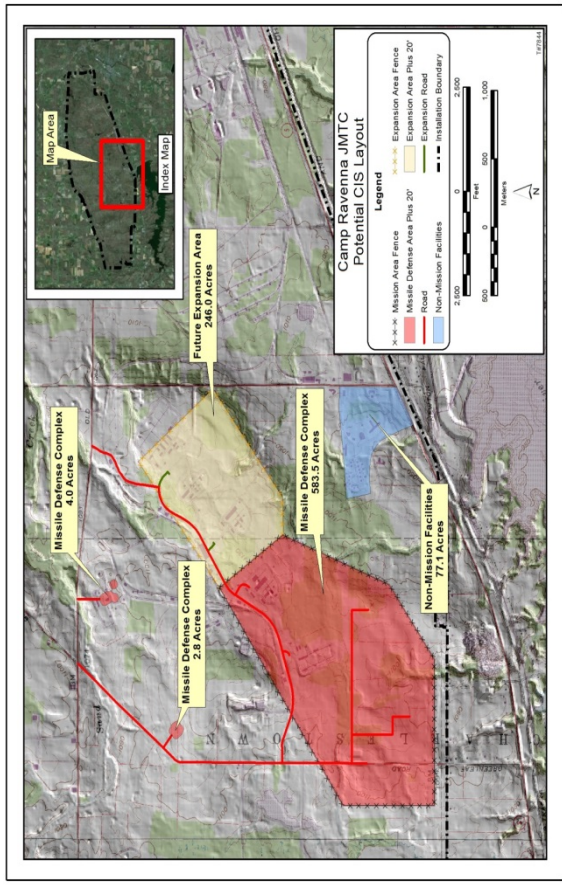 Map Area
Index Map
Future Expansion Area
246.0 Acres
Missile Defense Complex
4.0 Acres
Missile Defense Complex
2.8 Acres
Missile Defense Complex
583.5 Acres
Non-Mission Facilities
77.1 Acres
Camp Ravenna JMTC
Potential CIS Layout
Legend
Mission Area Fence
Missile Defense Area Plus 20'
Road
Non-Mission Facilities
Expansion Area Fence
Expansion Area Plus 20'
Expansion Road
Installation Boundary
2,500 0 2,500
Feet
500 0 500 1,000
Meters
N